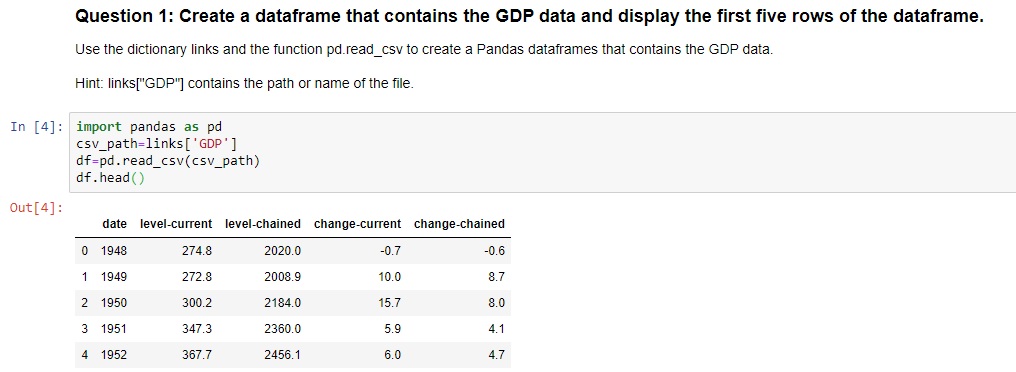 Question 1: Create a dataframe that contains the GDP data and display the first five rows of the dataframe.
Use the dictionary links and the function pd.read_csv to create a Pandas dataframes that contains the GDP data.
Hint: links["GDP"] contains the path or name of the file.
In [4]: import pandas as pd
csv_path=links['GDP']
df=pd.read_csv(csv_path)
df.head()
Out[4]:
date level-current level-chained change-current change-chained
0 1948 274.8 2020.0 -0.7 -0.6
1 1949 272.8 2008.9 10.0 8.7
2 1950 300.2 2184.0 15.7 8.0
3 1951 347.3 2360.0 5.9 4.1
4 1952 367.7 2456.1 6.0 4.7